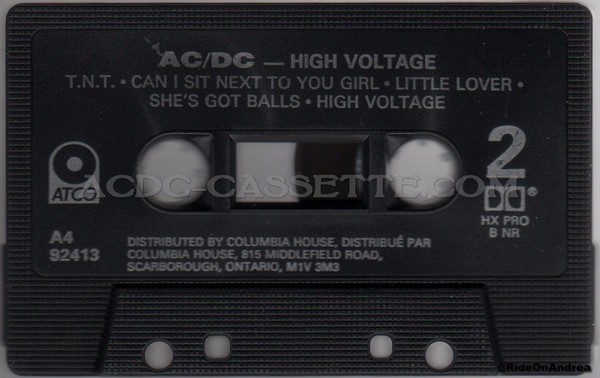 AC/DC — HIGH VOLTAGE
T.N.T. • CAN I SIT NEXT TO YOU GIRL • LITTLE LOVER •
SHE'S GOT BALLS • HIGH VOLTAGE
2
ATCO
ACDC-CASSETTE.COM
HX PRO
B NR
A4
92413
DISTRIBUTED BY COLUMBIA HOUSE, DISTRIBUÉ PAR
COLUMBIA HOUSE, 815 MIDDLEFIELD ROAD,
SCARBOROUGH, ONTARIO, M1V 3M3
©RideOnAndrea